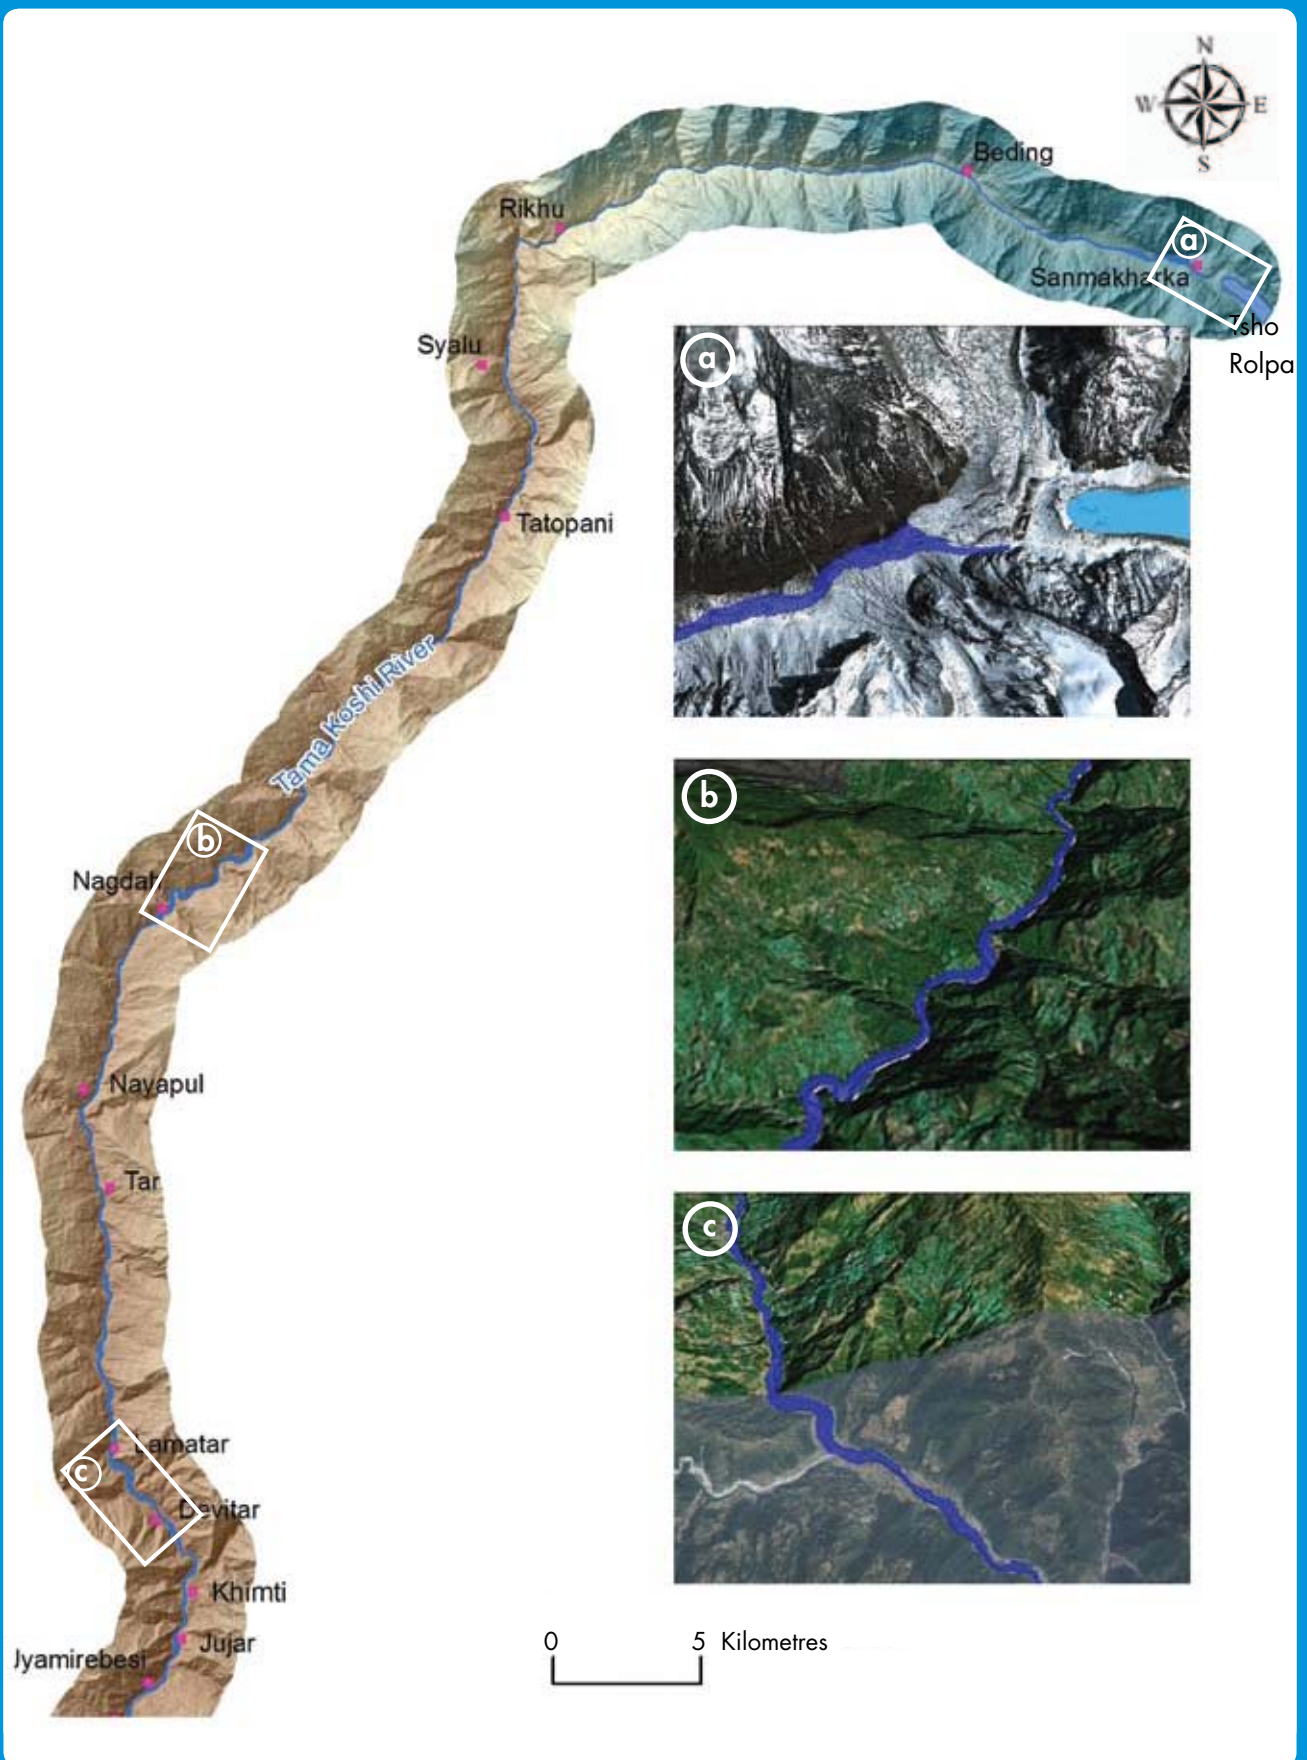 N
W E
S
Beding
Rikhu
a
Sanmakharka
Tsho
Rolpa
Syalu
a
Tatopani
Tama Koshi River
b
b
Nagdah
Nayapul
Tar
c
Lamatar
c
Devitar
Khimti
0 5 Kilometres
Jujar
Jyamirebesi